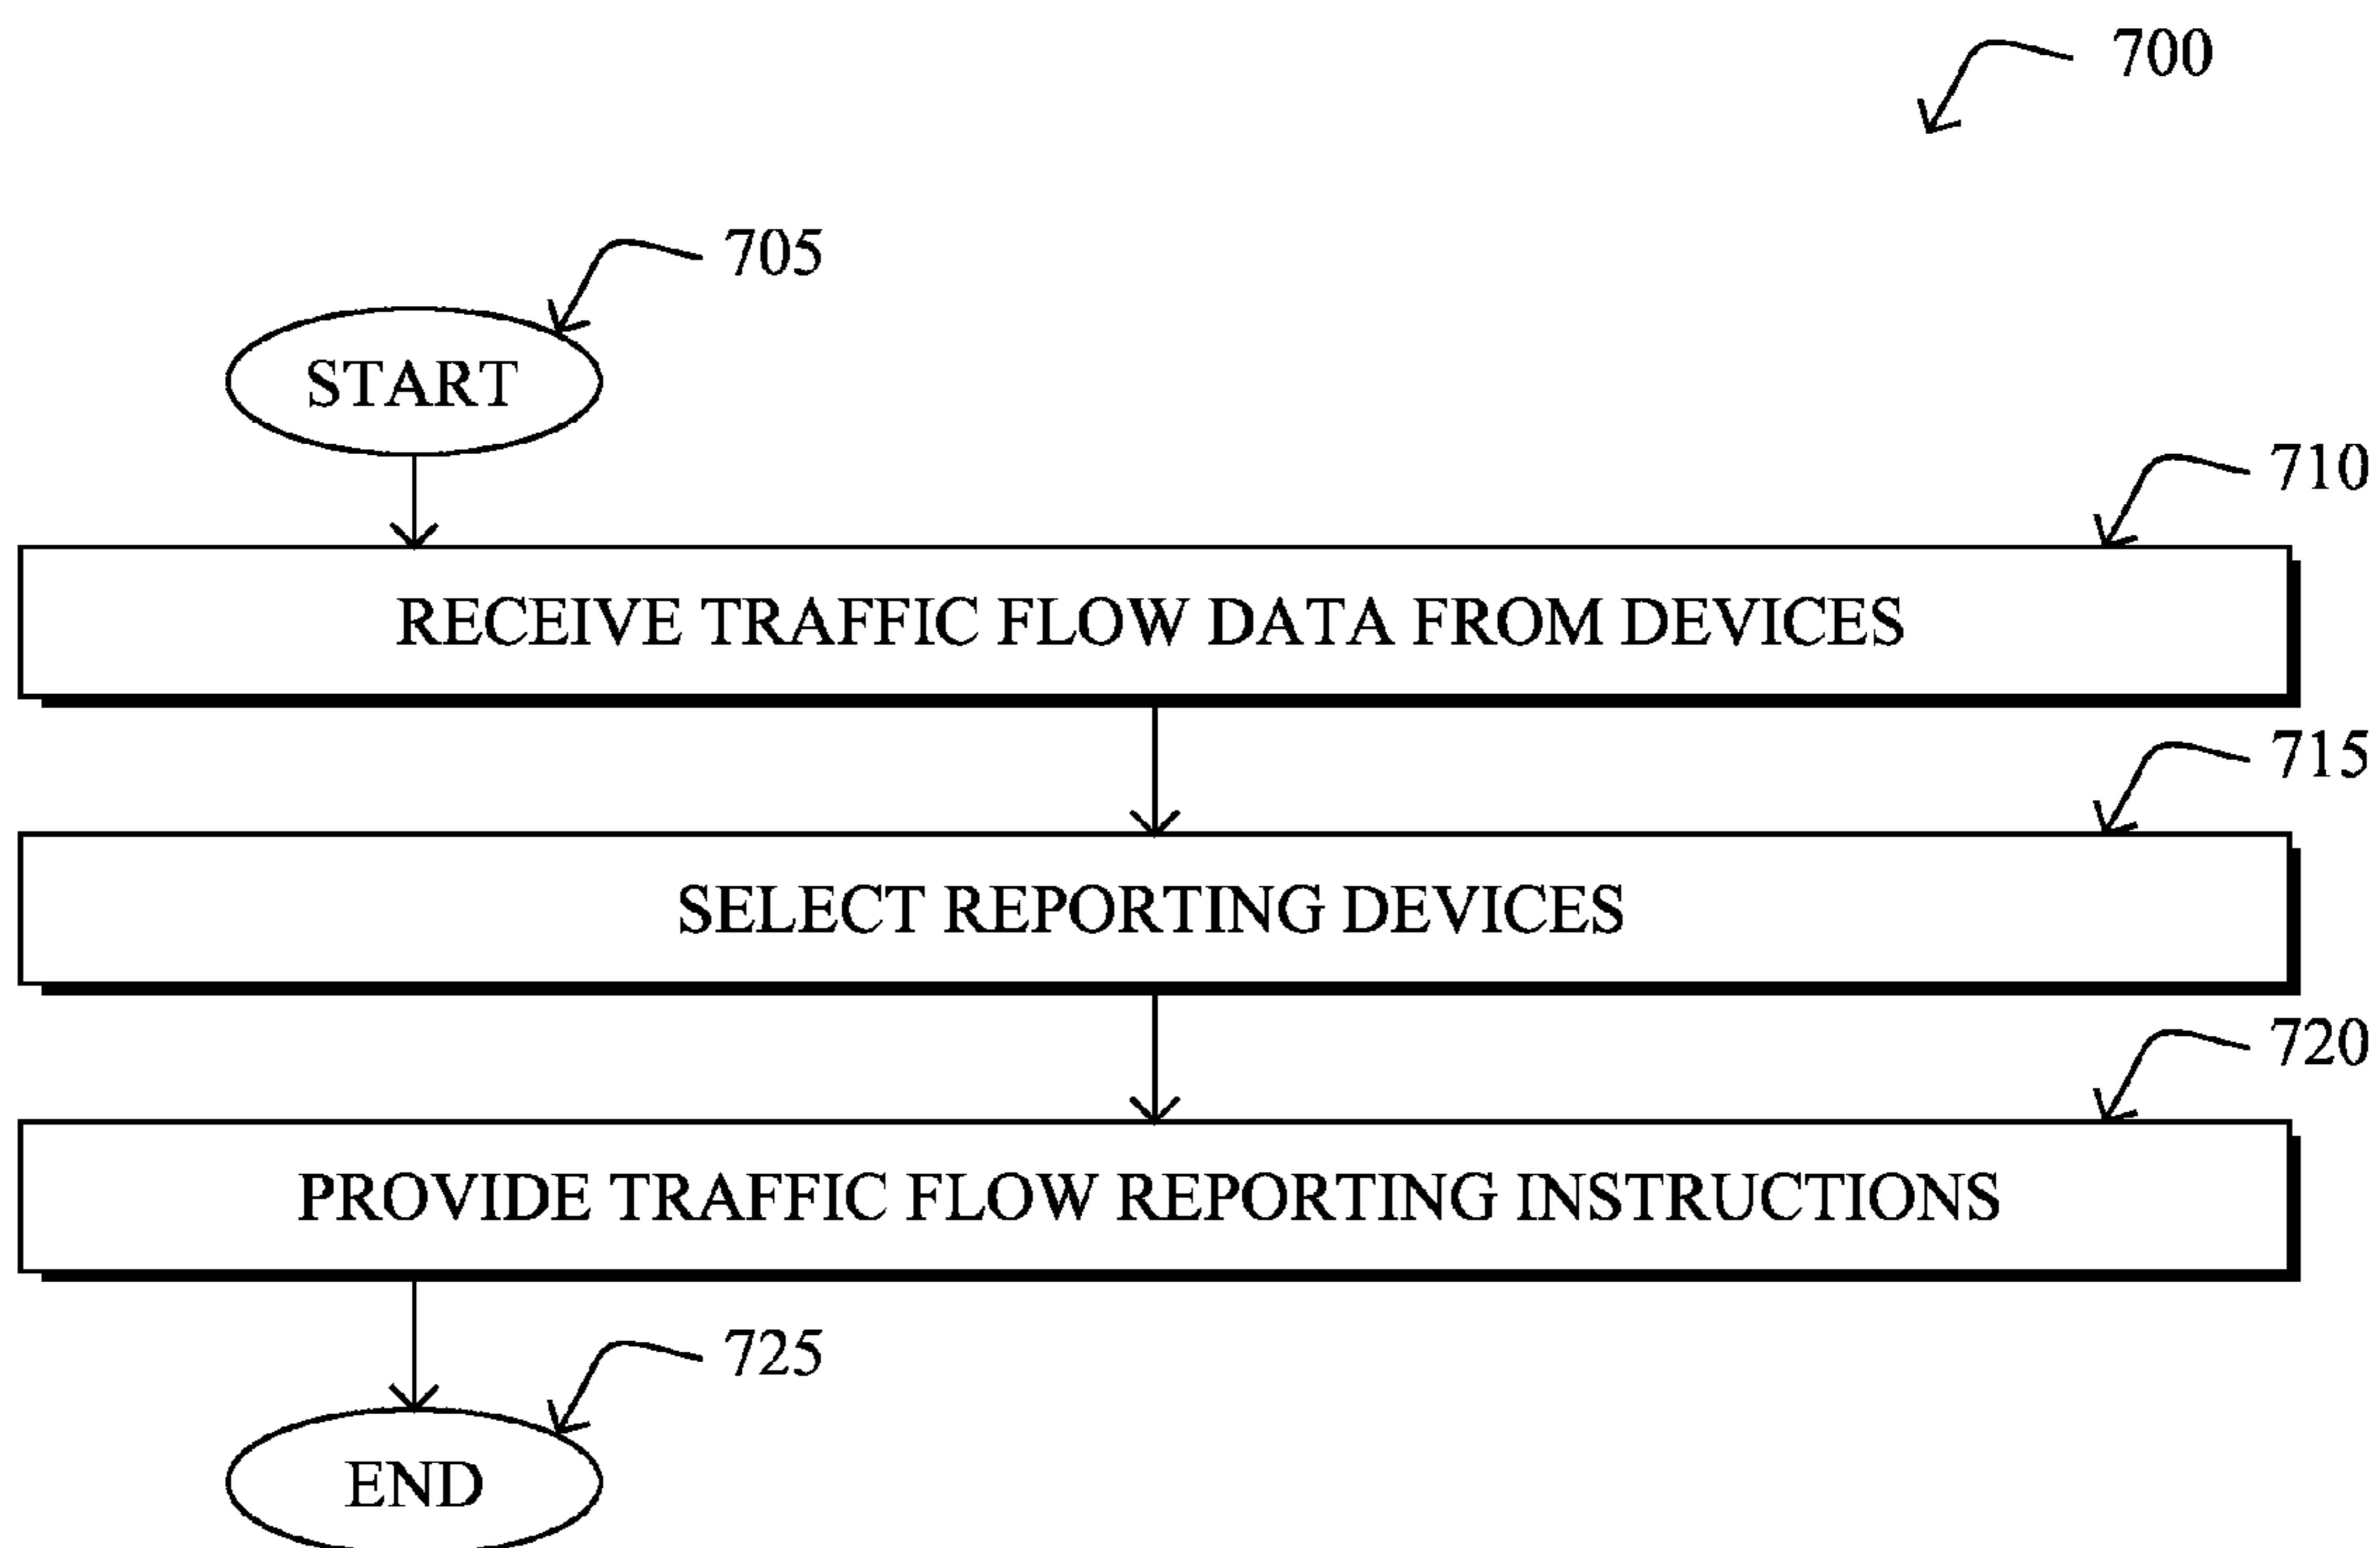 700
705
START
710
RECEIVE TRAFFIC FLOW DATA FROM DEVICES
715
SELECT REPORTING DEVICES
720
PROVIDE TRAFFIC FLOW REPORTING INSTRUCTIONS
725
END